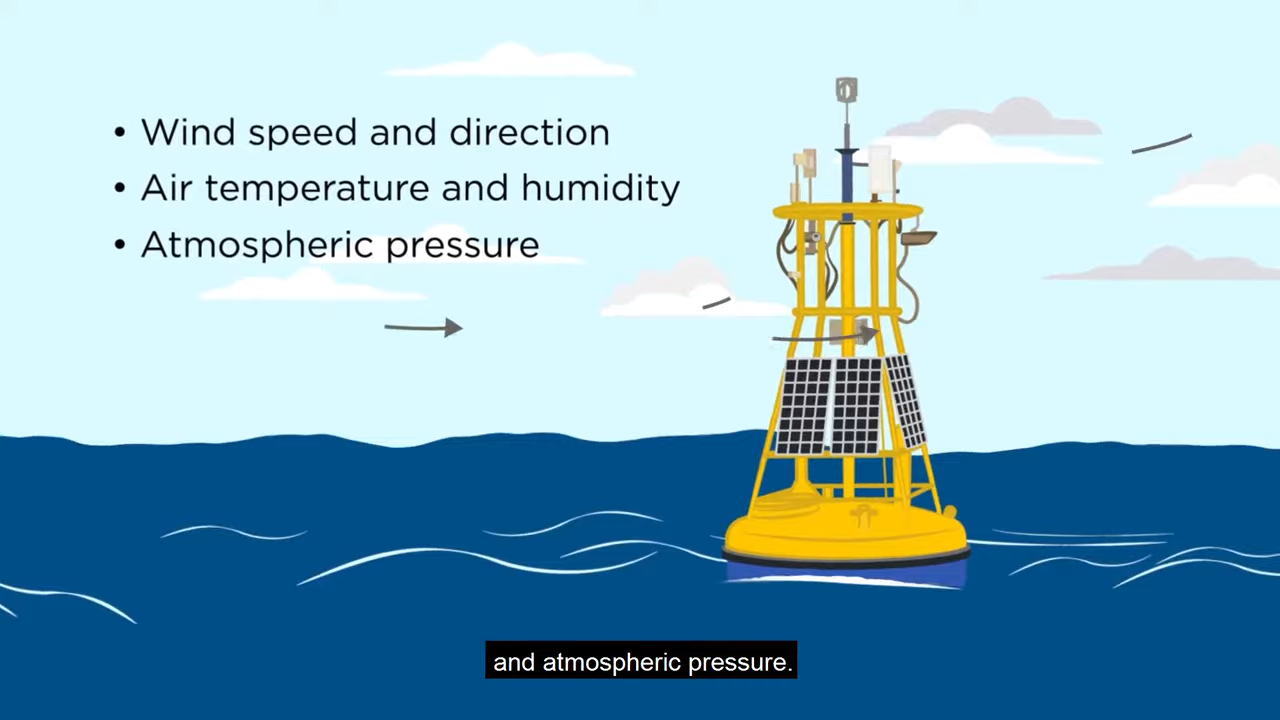 • Wind speed and direction
• Air temperature and humidity
• Atmospheric pressure
and atmospheric pressure.